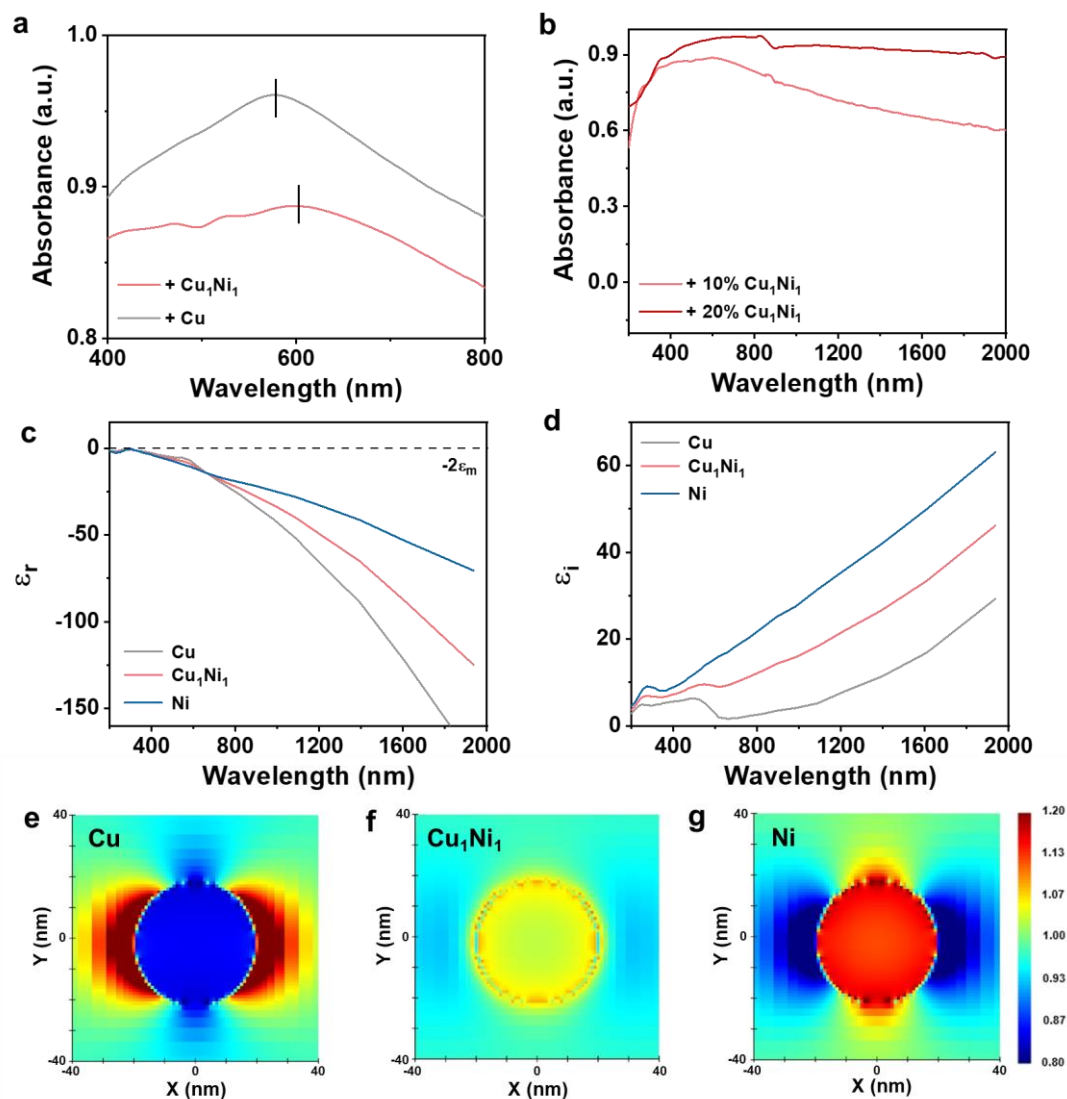 a
1.0
0.9
0.8
Absorbance (a.u.)
+ Cu₁Ni₁
+ Cu
400
600
800
Wavelength (nm)
b
0.9
0.6
0.3
0.0
Absorbance (a.u.)
+ 10% Cu₁Ni₁
+ 20% Cu₁Ni₁
400
800
1200
1600
2000
Wavelength (nm)
c
0
-50
-100
-150
εᵣ
-2εₘ
Cu
Cu₁Ni₁
Ni
400
800
1200
1600
2000
Wavelength (nm)
d
60
40
20
0
εᵢ
Cu
Cu₁Ni₁
Ni
400
800
1200
1600
2000
Wavelength (nm)
e
Cu
40
0
-40
Y (nm)
-40
0
40
X (nm)
f
Cu₁Ni₁
40
0
-40
Y (nm)
-40
0
40
X (nm)
g
Ni
40
0
-40
Y (nm)
-40
0
40
X (nm)
1.20
1.13
1.07
1.00
0.93
0.87
0.80